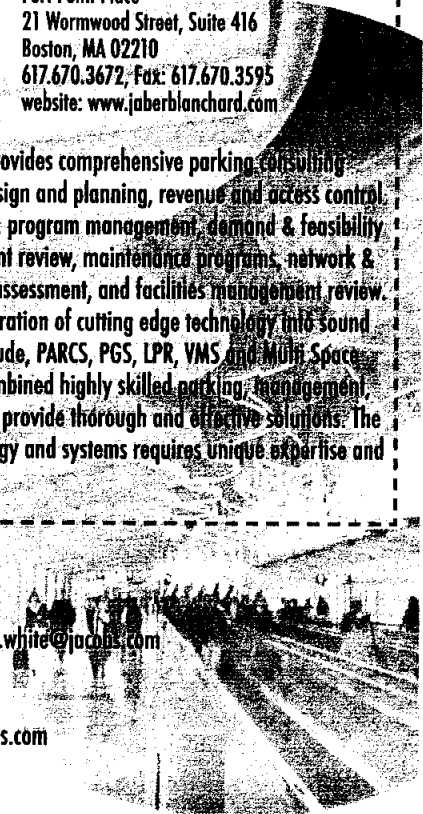 21 Wormwood Street, Suite 416
Boston, MA 02210
617.670.3672, Fax: 617.670.3595
website: www.jaberblanchard.com
ovides comprehensive parking consulting
sign and planning, revenue and access control,
program management, demand & feasibility
nt review, maintenance programs, network &
assessment, and facilities management review.
ration of cutting edge technology into sound
ude, PARCS, PGS, LPR, VMS and Multi Space
mbined highly skilled parking, management,
provide thorough and effective solutions. The
gy and systems requires unique expertise and
.white@jacobs.com
s.com